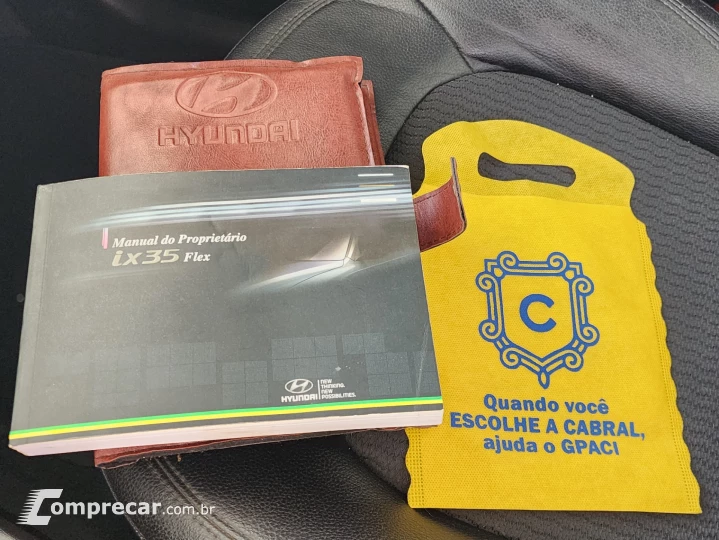 HYUNDAI
Manual do Proprietário
ix35 Flex
HYUNDAI
NEW
THINKING.
NEW
POSSIBILITIES.
C
Quando você
ESCOLHE A CABRAL,
ajuda o GPACI
Comprecar.com